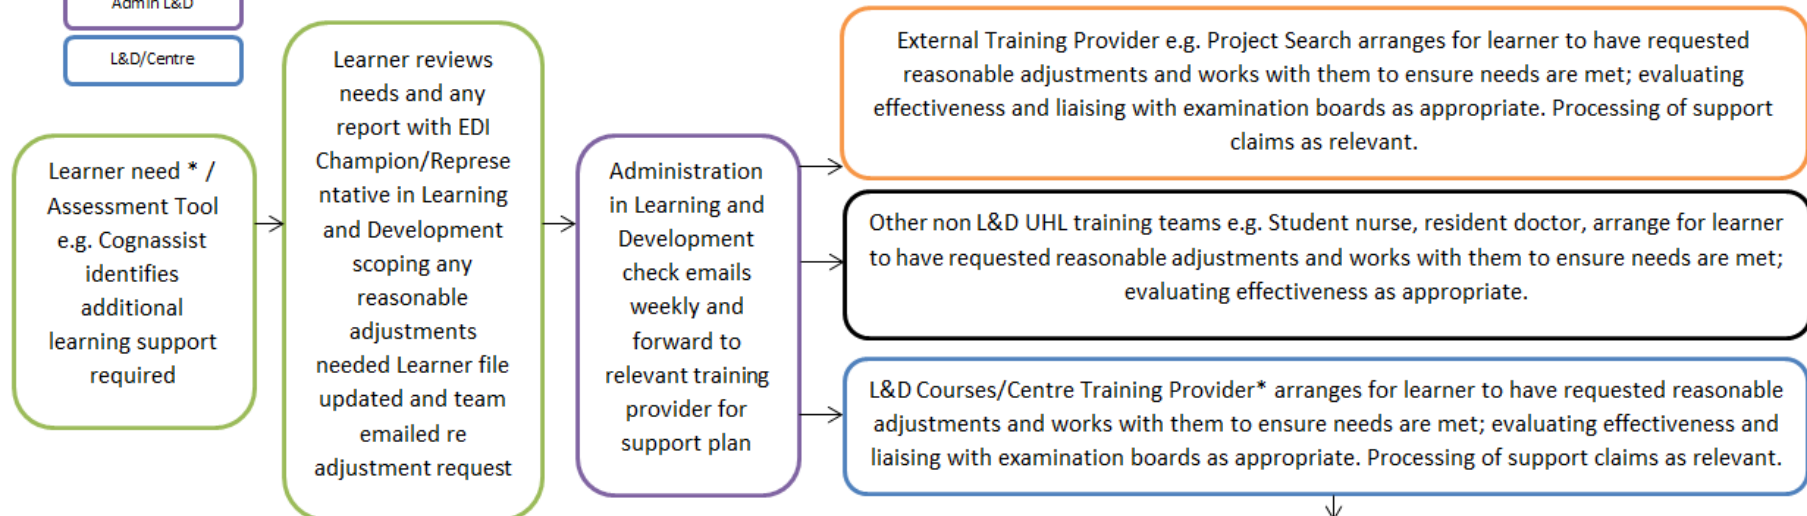 Admin L&D
L&D/Centre
Learner need * /
Assessment Tool
e.g. Cognassist
identifies
additional
learning support
required
Learner reviews
needs and any
report with EDI
Champion/Represe
ntative in Learning
and Development
scoping any
reasonable
adjustments
needed Learner file
updated and team
emailed re
adjustment request
Administration
in Learning and
Development
check emails
weekly and
forward to
relevant training
provider for
support plan
External Training Provider e.g. Project Search arranges for learner to have requested
reasonable adjustments and works with them to ensure needs are met; evaluating
effectiveness and liaising with examination boards as appropriate. Processing of support
claims as relevant.
Other non L&D UHL training teams e.g. Student nurse, resident doctor, arrange for learner
to have requested reasonable adjustments and works with them to ensure needs are met;
evaluating effectiveness as appropriate.
L&D Courses/Centre Training Provider* arranges for learner to have requested reasonable
adjustments and works with them to ensure needs are met; evaluating effectiveness and
liaising with examination boards as appropriate. Processing of support claims as relevant.